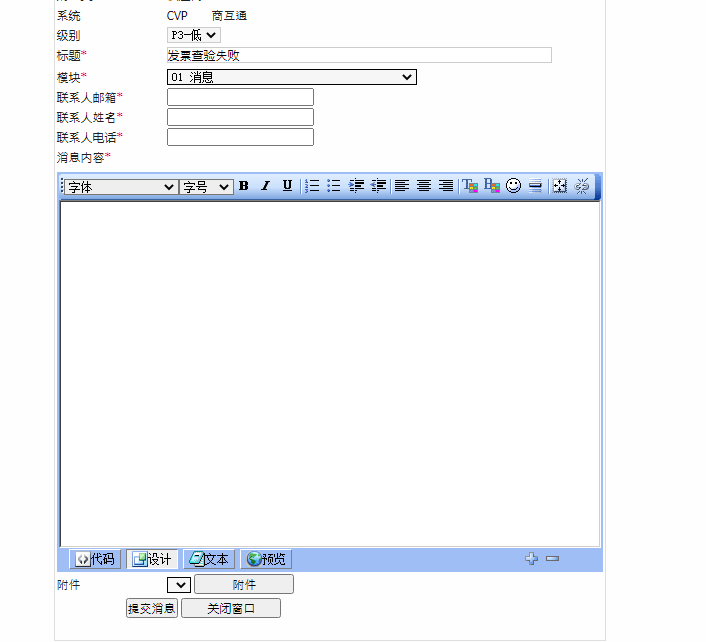 系统 CVP 商互通
级别 P3-低
标题* 发票查验失败
模块* 01 消息
联系人邮箱*
联系人姓名*
联系人电话*
消息内容*
字体 字号 B I U
代码 设计 文本 预览
附件 附件
提交消息 关闭窗口